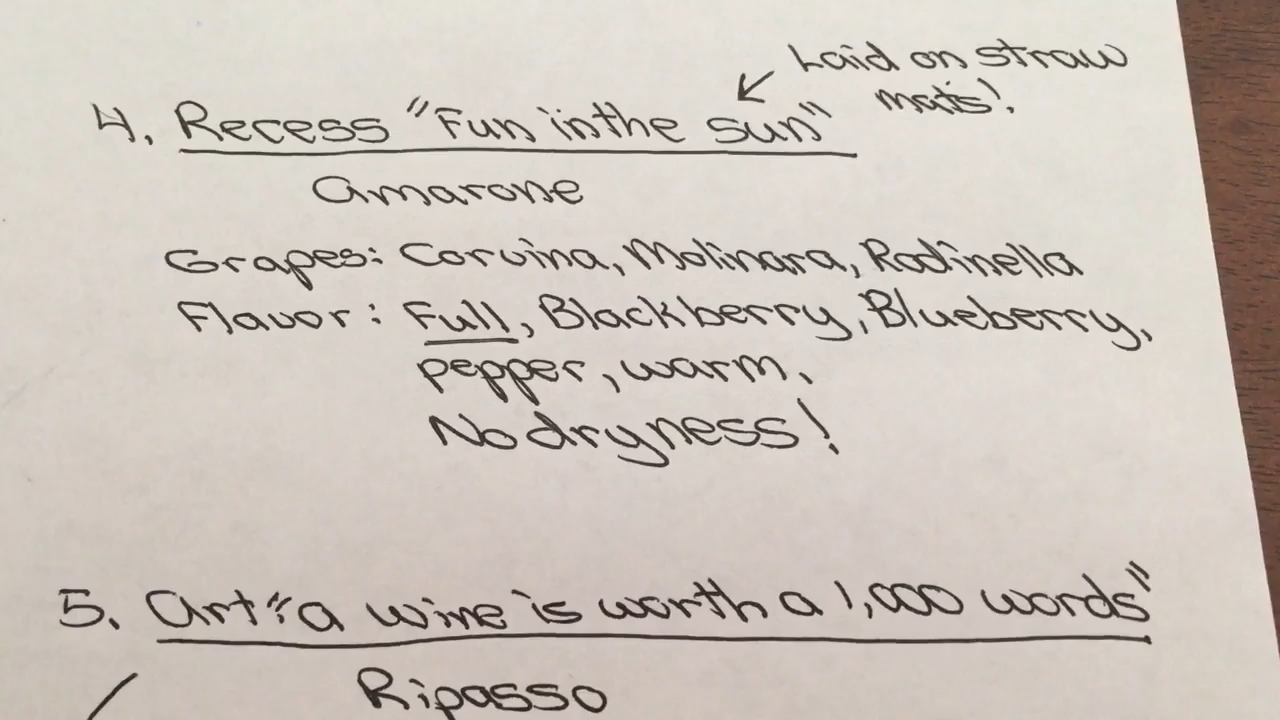 Laid on straw
mats!
4. Recess "Fun in the sun"
Amarone
Grapes: Corvina, Molinara, Rodinella
Flavor: Full, Blackberry, Blueberry,
pepper, warm,
No dryness!
5. Art "a wine is worth a 1,000 words"
Ripasso